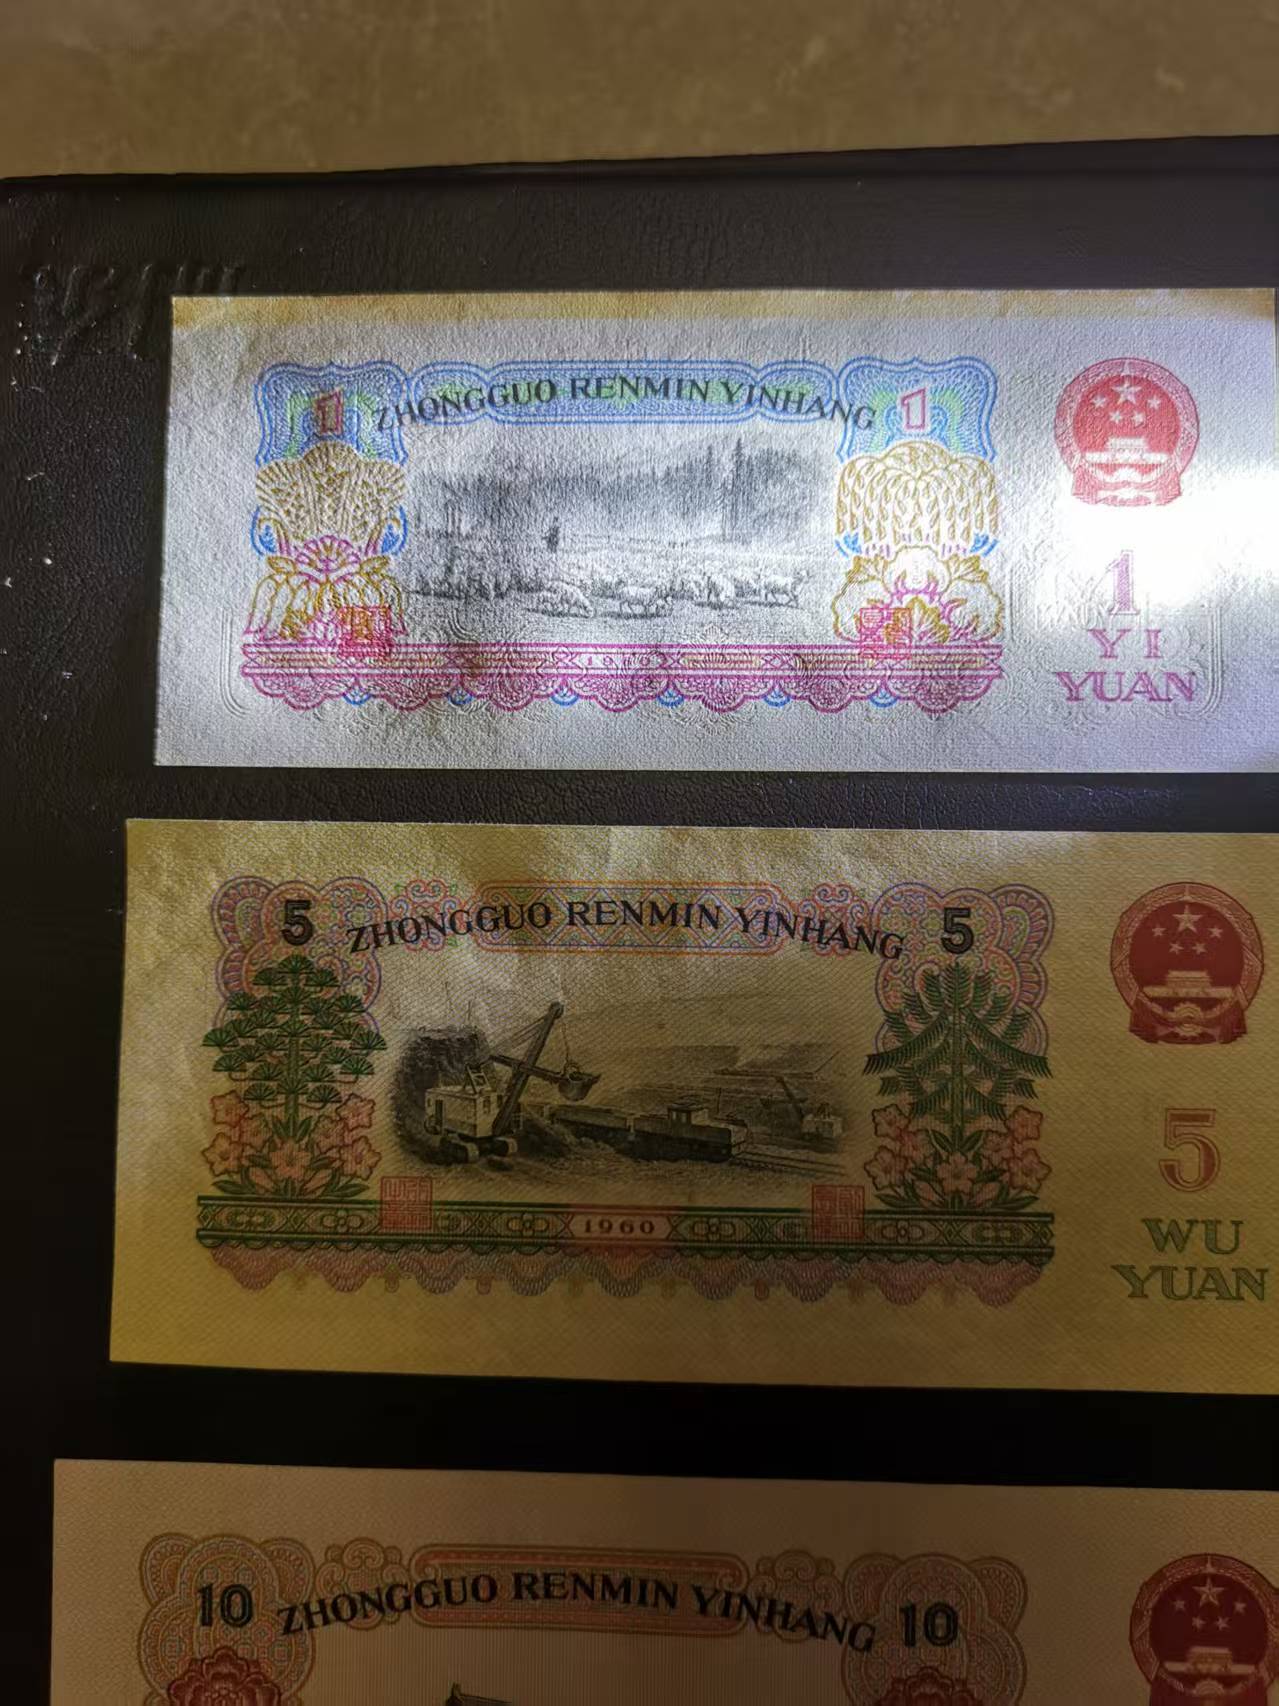 1 ZHONGGUO RENMIN YINHANG 1
1
YI
YUAN
1960
5 ZHONGGUO RENMIN YINHANG 5
5
WU
YUAN
1960
10 ZHONGGUO RENMIN YINHANG 10